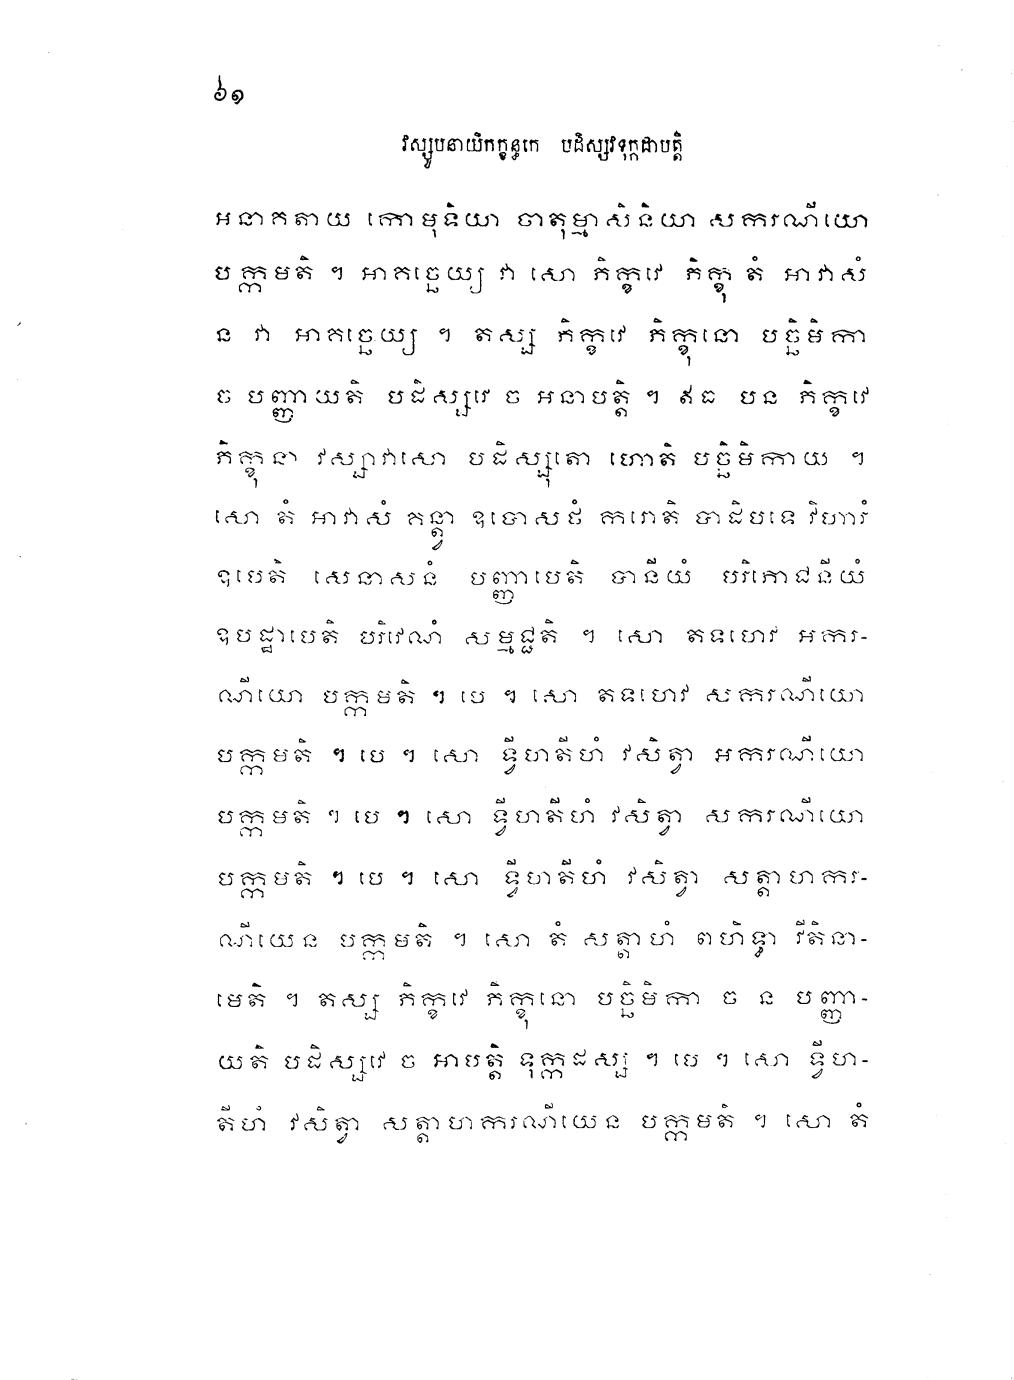 ៦១
វស្សូបនាយិកក្ខន្ធកេ បដិស្សវទុក្កដាបត្តិ
អនាគតាយ កោមុទិយា ចាតុម្មាសិនិយា សករណីយោ
បក្កមតិ ។ អាគច្ឆេយ្យ វា សោ ភិក្ខវេ ភិក្ខុ តំ អាវាសំ
ន វា អាគច្ឆេយ្យ ។ តស្ស ភិក្ខវេ ភិក្ខុនោ បច្ឆិមិកា
ច បញ្ញាយតិ បដិស្សវេ ច អនាបត្តិ ។ ឥធ បន ភិក្ខវេ
ភិក្ខុនា វស្សាវាសោ បដិស្សុតោ ហោតិ បច្ឆិមិកាយ ។
សោ តំ អាវាសំ គន្ត្វា ឧបោសថំ ករោតិ បាដិបទេ វិហារំ
ឧបេតិ សេនាសនំ បញ្ញាបេតិ បានីយំ បរិភោជនីយំ
ឧបដ្ឋាបេតិ បរិវេណំ សម្មជ្ជតិ ។ សោ តទហេវ អករ-
ណីយោ បក្កមតិ ។ បេ ។ សោ តទហេវ សករណីយោ
បក្កមតិ ។ បេ ។ សោ ទ្វីហតីហំ វសិត្វា អករណីយោ
បក្កមតិ ។ បេ ។ សោ ទ្វីហតីហំ វសិត្វា សករណីយោ
បក្កមតិ ។ បេ ។ សោ ទ្វីហតីហំ វសិត្វា សត្តាហករ-
ណីយេន បក្កមតិ ។ សោ តំ សត្តាហំ ពហិទ្ធា វីតិនា-
មេតិ ។ តស្ស ភិក្ខវេ ភិក្ខុនោ បច្ឆិមិកា ច ន បញ្ញា-
យតិ បដិស្សវេ ច អាបត្តិ ទុក្កដស្ស ។ បេ ។ សោ ទ្វីហ-
តីហំ វសិត្វា សត្តាហករណីយេន បក្កមតិ ។ សោ តំ